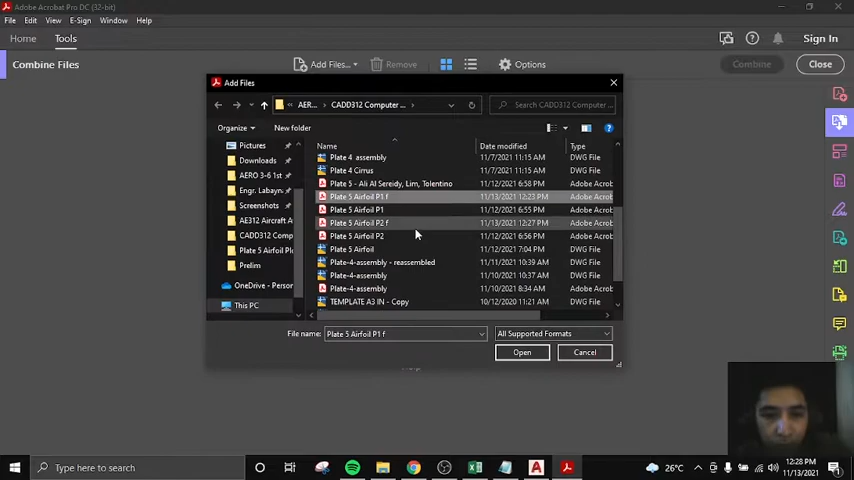 Adobe Acrobat Pro DC (32-bit)
File Edit View E-Sign Window Help
Home Tools Sign In
Combine Files Add Files... Remove Options Combine Close
Add Files
AER... CADD312 Computer ... Search CADD312 Computer ...
Organize New folder
Name Date modified Type
Pictures
Downloads
AERO 3-6 1st
Engr. Labayn
Screenshots
AE312 Aircraft A
CADD312 Comp
Plate 5 Airfoil Pl
Prelim
OneDrive - Person
This PC
Plate 4 assembly 11/7/2021 11:15 AM DWG File
Plate 4 Cirrus 11/7/2021 11:15 AM DWG File
Plate 5 - Ali Al Sereidy, Lim, Tolentino 11/12/2021 6:58 PM Adobe Acrob
Plate 5 Airfoil P1 f 11/13/2021 12:23 PM Adobe Acrob
Plate 5 Airfoil P1 11/12/2021 6:55 PM Adobe Acrob
Plate 5 Airfoil P2 f 11/13/2021 12:27 PM Adobe Acrob
Plate 5 Airfoil P2 11/12/2021 6:56 PM Adobe Acrob
Plate 5 Airfoil 11/12/2021 7:04 PM DWG File
Plate-4-assembly - reassembled 11/10/2021 10:39 AM DWG File
Plate-4-assembly 11/10/2021 10:37 AM DWG File
Plate-4-assembly 11/10/2021 8:34 AM Adobe Acrob
TEMPLATE A3 IN - Copy 10/12/2020 11:21 AM DWG File
File name: Plate 5 Airfoil P1 f All Supported Formats
Open Cancel
Type here to search
26°C
12:28 PM
11/13/2021